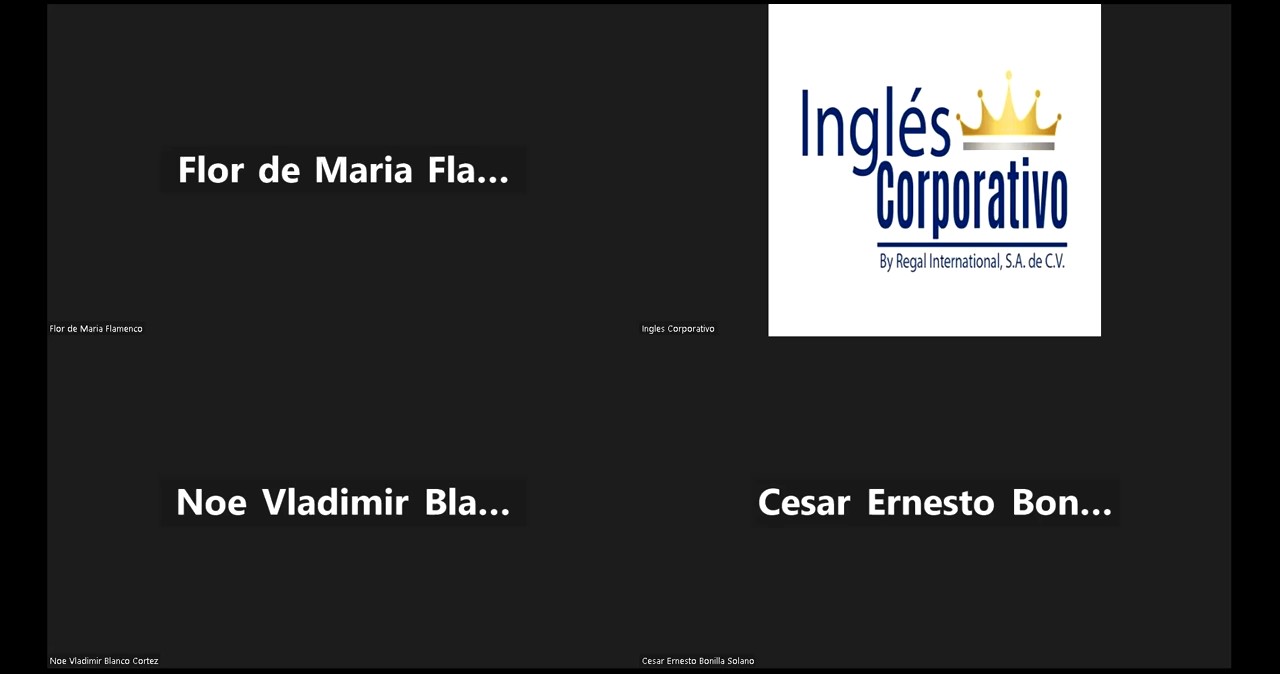 Flor de Maria Fla...
Flor de Maria Flamenco
Inglés
Corporativo
By Regal International, S.A. de C.V.
Ingles Corporativo
Noe Vladimir Bla...
Noe Vladimir Blanco Cortez
Cesar Ernesto Bon...
Cesar Ernesto Bonilla Solano